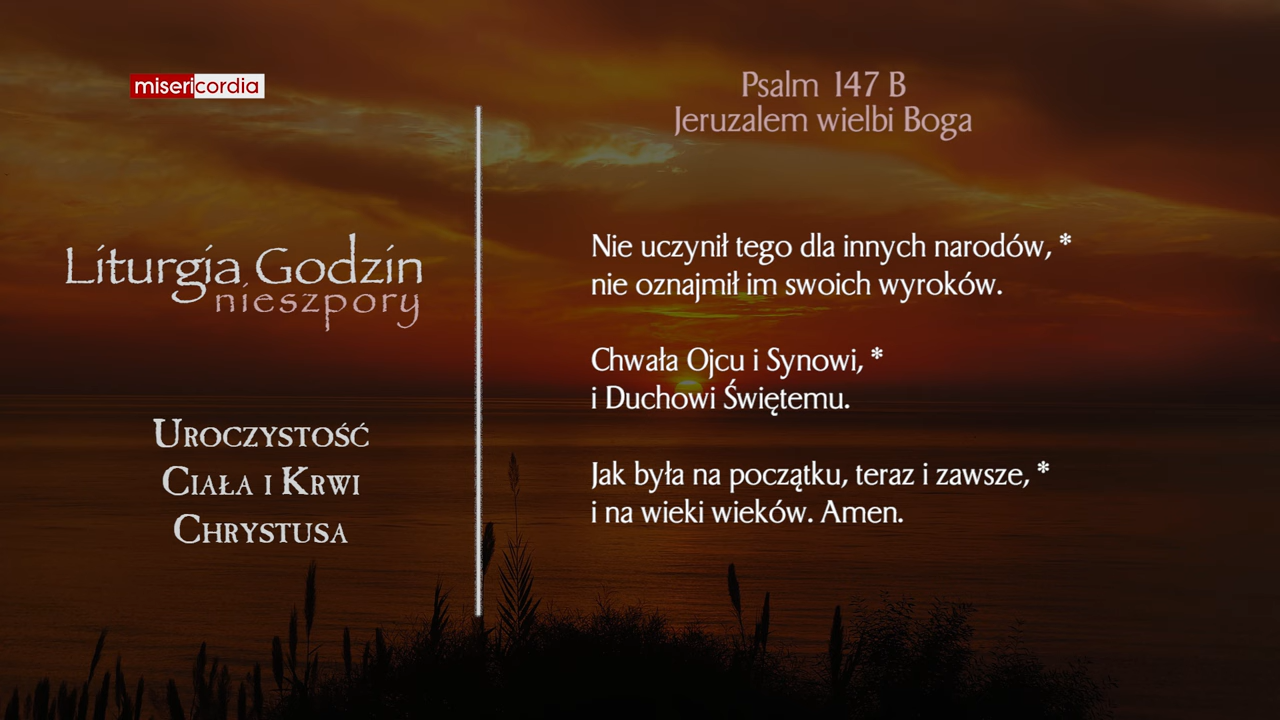 misericordia
Liturgia Godzin
nieszpory
Uroczystość
Ciała i Krwi
Chrystusa
Psalm 147 B
Jeruzalem wielbi Boga
Nie uczynił tego dla innych narodów, *
nie oznajmił im swoich wyroków.
Chwała Ojcu i Synowi, *
i Duchowi Świętemu.
Jak była na początku, teraz i zawsze, *
i na wieki wieków. Amen.